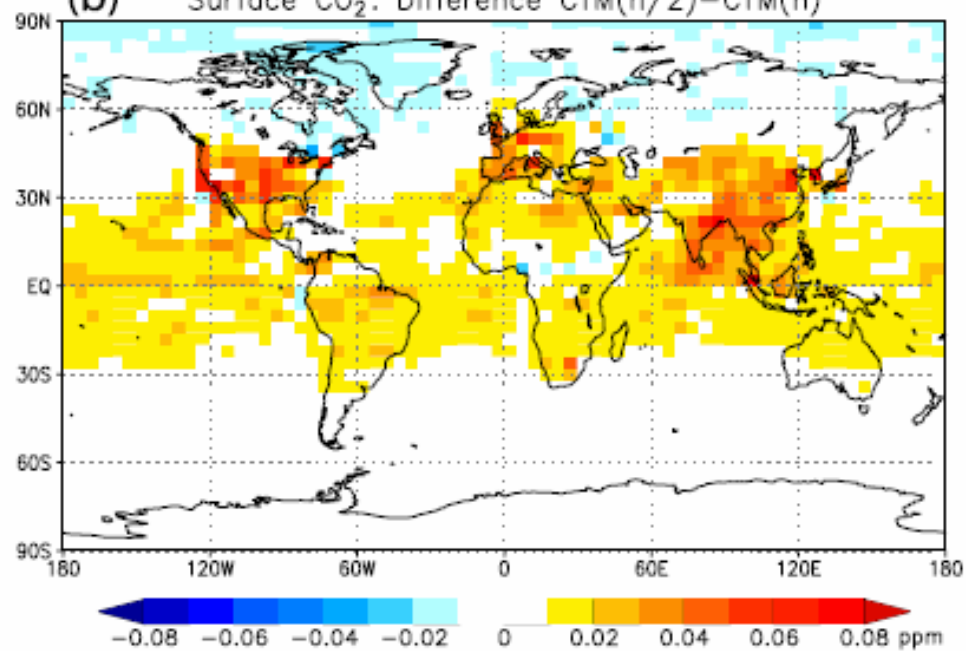 (b) Surface CO₂: Difference CTM(h/2)-CTM(h)
90N
60N
30N
EQ
30S
60S
90S
180 120W 60W 0 60E 120E 180
-0.08 -0.06 -0.04 -0.02 0 0.02 0.04 0.06 0.08 ppm